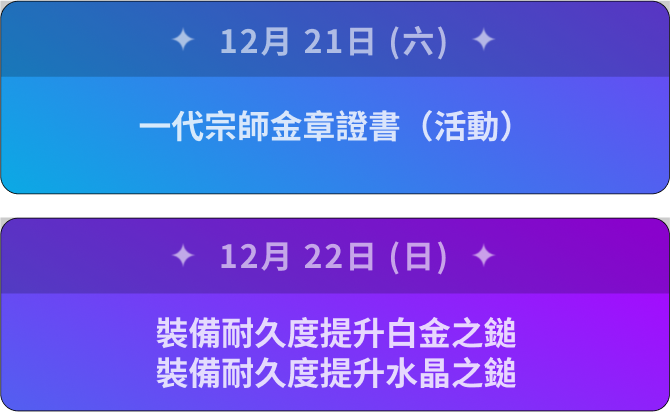 ✦ 12月 21日 (六) ✦
一代宗師金章證書（活動）
✦ 12月 22日 (日) ✦
裝備耐久度提升白金之鎚
裝備耐久度提升水晶之鎚